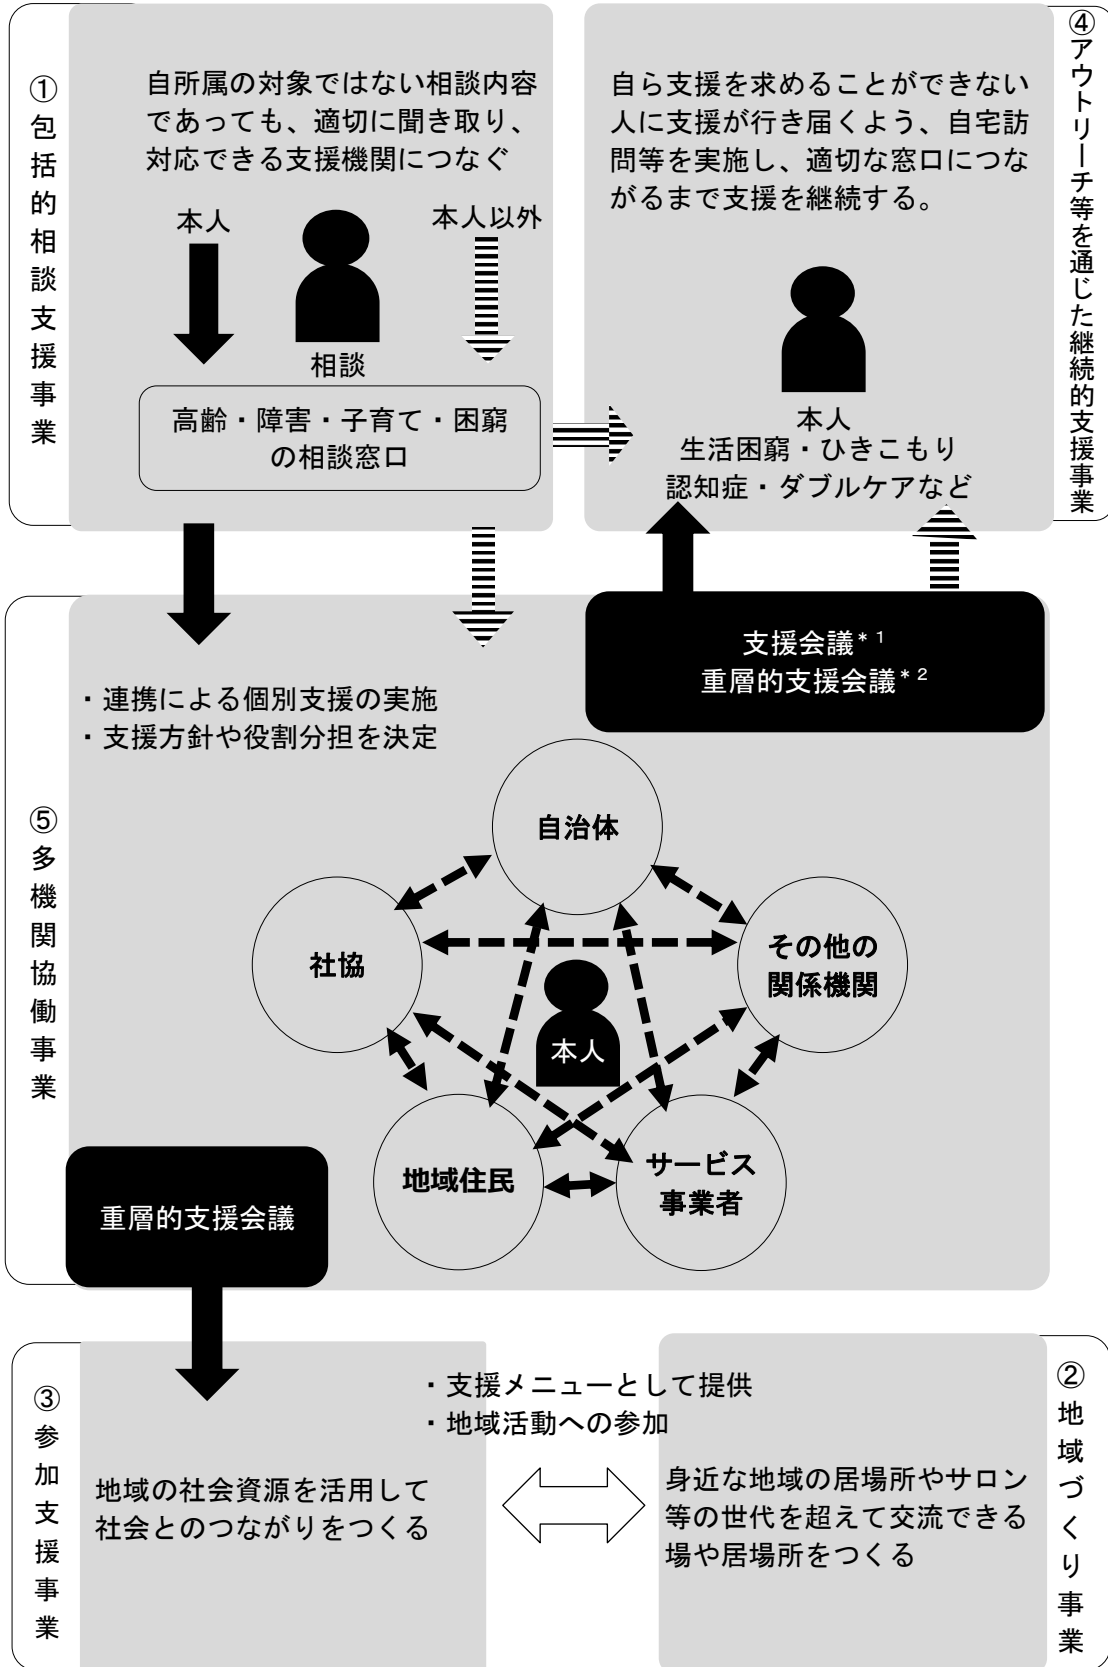 ①包括的相談支援事業
自所属の対象ではない相談内容
であっても、適切に聞き取り、
対応できる支援機関につなぐ
本人
本人以外
相談
高齢・障害・子育て・困窮
の相談窓口
④アウトリーチ等を通じた継続的支援事業
自ら支援を求めることができない
人に支援が行き届くよう、自宅訪
問等を実施し、適切な窓口につな
がるまで支援を継続する。
本人
生活困窮・ひきこもり
認知症・ダブルケアなど
⑤多機関協働事業
支援会議*1
重層的支援会議*2
・連携による個別支援の実施
・支援方針や役割分担を決定
自治体
社協
その他の
関係機関
本人
地域住民
サービス
事業者
重層的支援会議
③参加支援事業
・支援メニューとして提供
・地域活動への参加
地域の社会資源を活用して
社会とのつながりをつくる
②地域づくり事業
身近な地域の居場所やサロン
等の世代を超えて交流できる
場や居場所をつくる